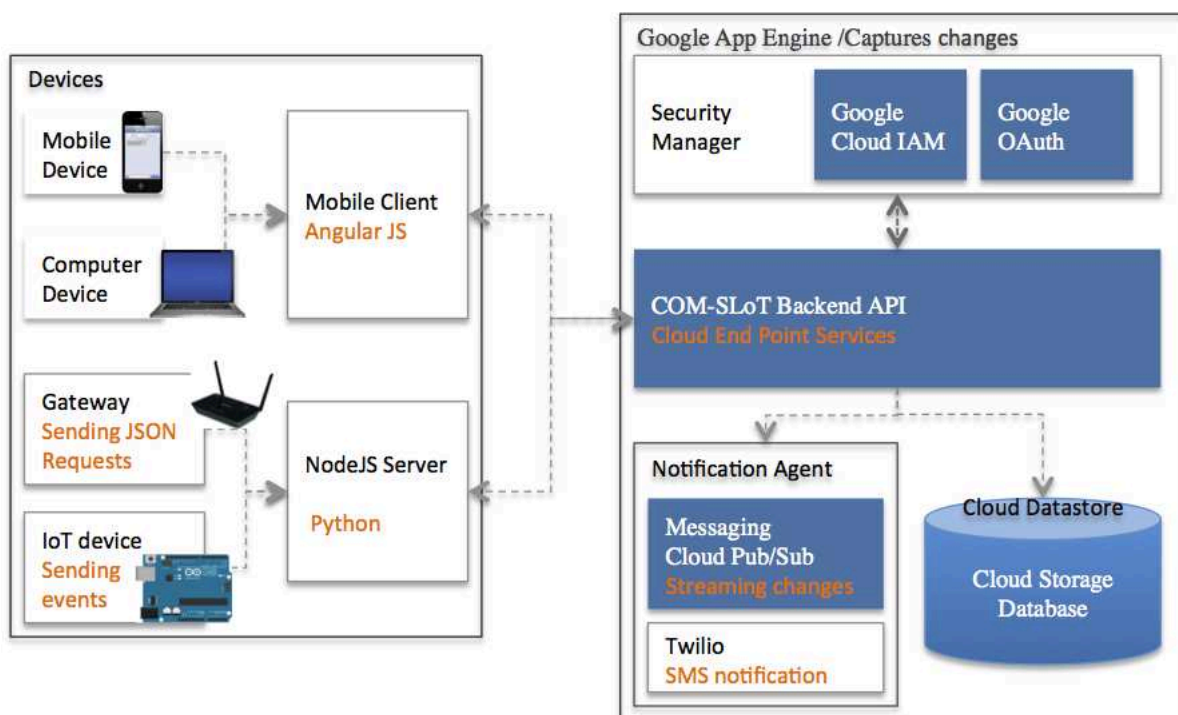 Devices
Mobile
Device
Computer
Device
Mobile Client
Angular JS
Gateway
Sending JSON
Requests
IoT device
Sending
events
NodeJS Server
Python
Google App Engine /Captures changes
Security
Manager
Google
Cloud IAM
Google
OAuth
COM-SLoT Backend API
Cloud End Point Services
Notification Agent
Messaging
Cloud Pub/Sub
Streaming changes
Twilio
SMS notification
Cloud Datastore
Cloud Storage
Database